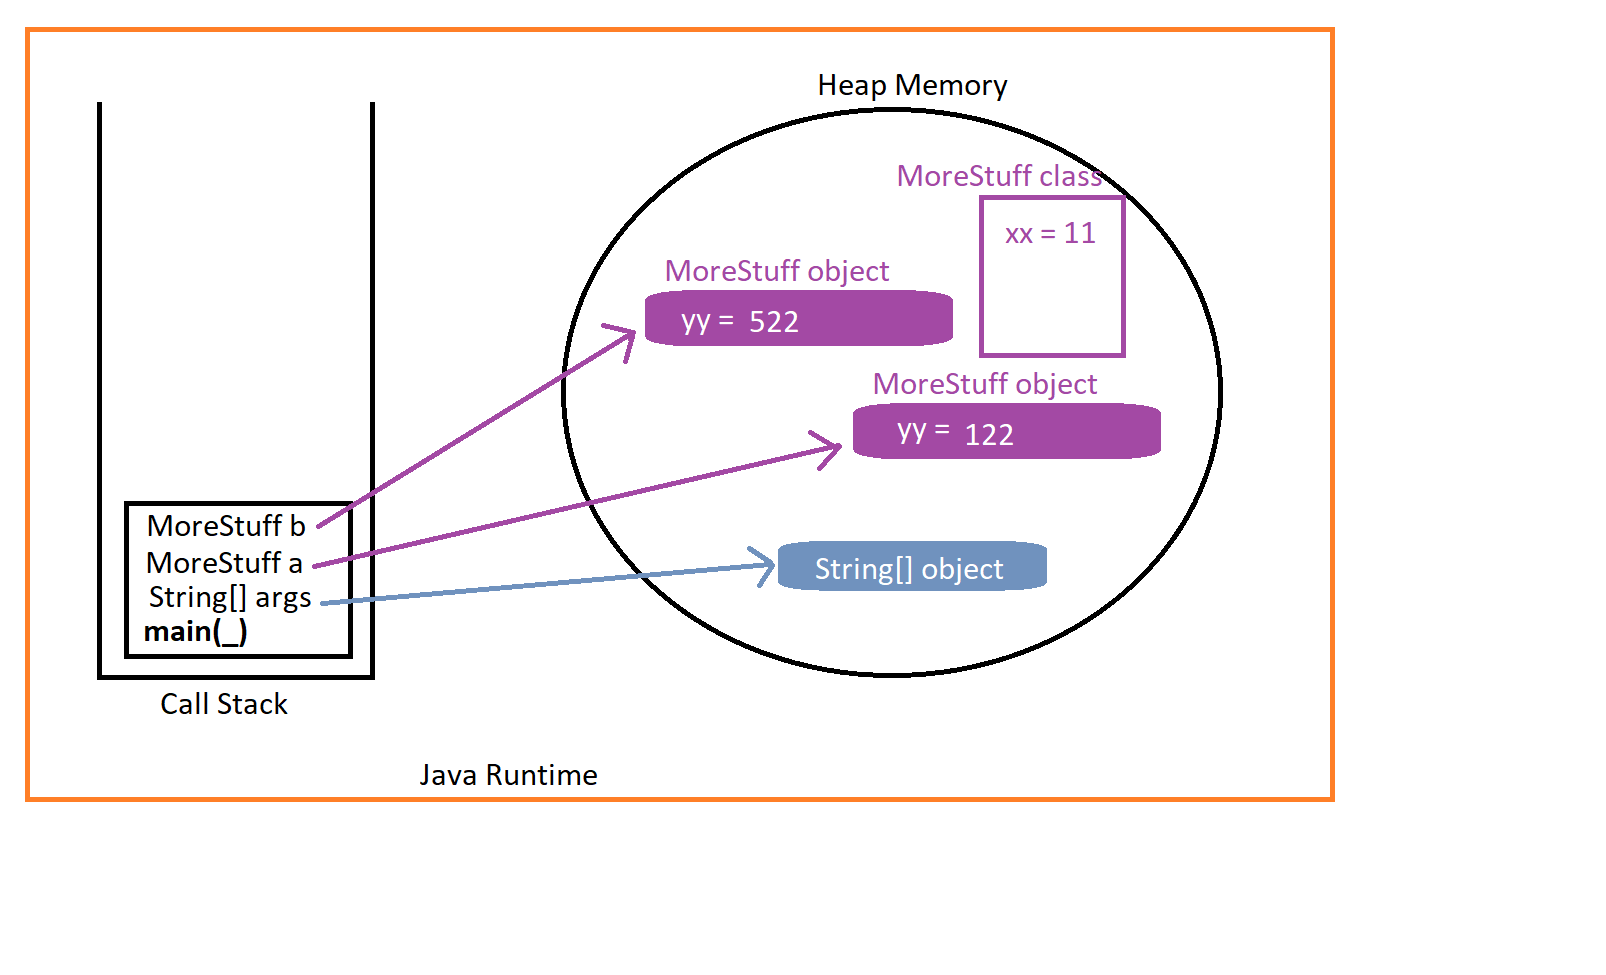 Heap Memory
MoreStuff class
xx = 11
MoreStuff object
yy = 522
MoreStuff object
yy = 122
MoreStuff b
MoreStuff a
String[] args
main(_)
String[] object
Call Stack
Java Runtime